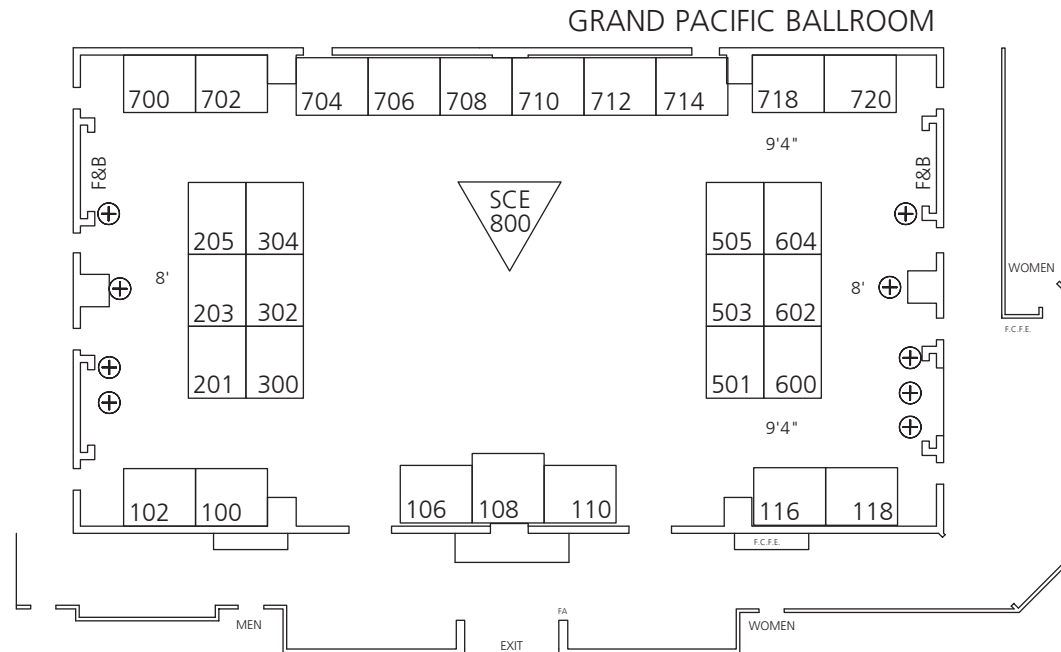 GRAND PACIFIC BALLROOM
700 702 704 706 708 710 712 714 718 720
9'4"
F&B
F&B
SCE
800
205 304
505 604
WOMEN
8'
8'
203 302
503 602
F.C.F.E.
201 300
501 600
9'4"
102 100
106 108 110
116 118
F.C.F.E.
FA
MEN
WOMEN
EXIT